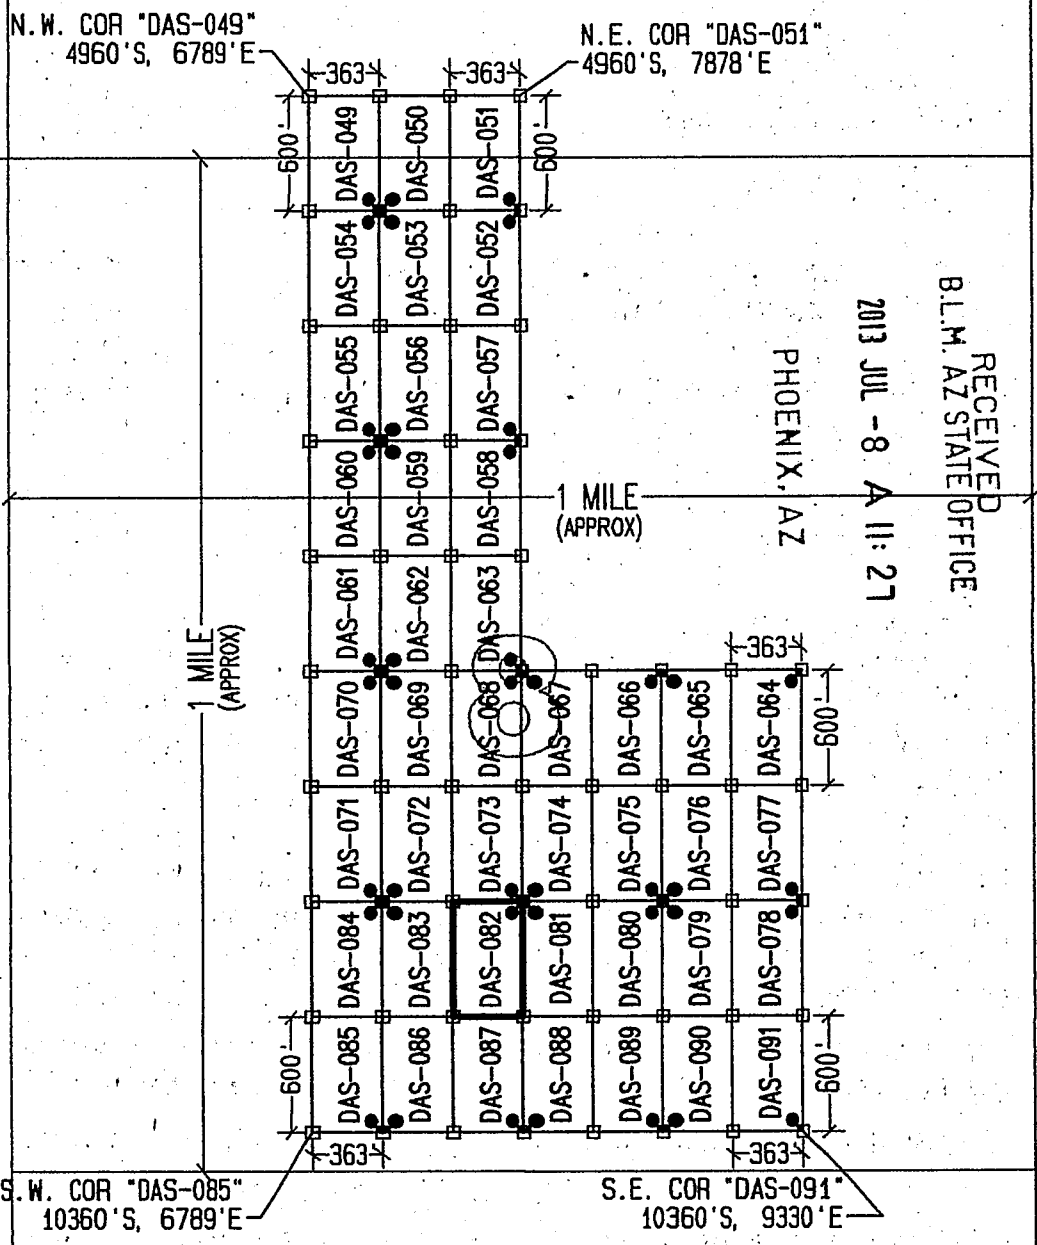 N.W. COR "DAS-049"
4960'S, 6789'E
N.E. COR "DAS-051"
4960'S, 7878'E
363
363
600'
600'
DAS-049
DAS-050
DAS-051
DAS-054
DAS-053
DAS-052
DAS-055
DAS-056
DAS-057
DAS-060
DAS-059
DAS-058
DAS-061
DAS-062
DAS-063
RECEIVED
B.L.M. AZ STATE OFFICE
2013 JUL -8 A 11:27
PHOENIX, AZ
1 MILE
(APPROX)
1 MILE
(APPROX)
363
600'
DAS-070
DAS-069
DAS-068
DAS-067
DAS-066
DAS-065
DAS-064
DAS-071
DAS-072
DAS-073
DAS-074
DAS-075
DAS-076
DAS-077
DAS-084
DAS-083
DAS-082
DAS-081
DAS-080
DAS-079
DAS-078
600'
DAS-085
DAS-086
DAS-087
DAS-088
DAS-089
DAS-090
DAS-091
600'
363
363
S.W. COR "DAS-085"
10360'S, 6789'E
S.E. COR "DAS-091"
10360'S, 9330'E